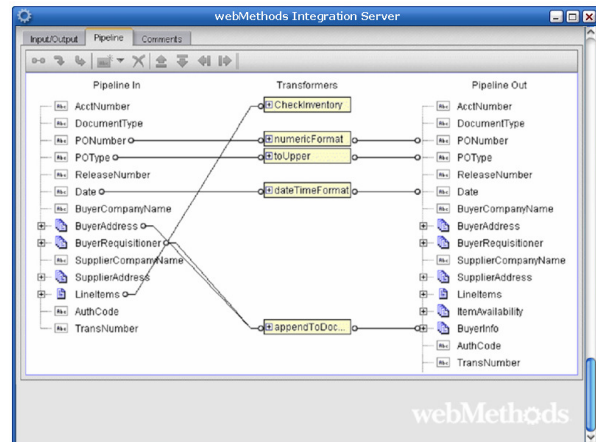 webMethods Integration Server
Input/Output Pipeline Comments
Pipeline In Transformers Pipeline Out
AcctNumber CheckInventory AcctNumber
DocumentType DocumentType
PONumber numericFormat PONumber
POType toUpper POType
ReleaseNumber ReleaseNumber
Date dateTimeFormat Date
BuyerCompanyName BuyerCompanyName
BuyerAddress BuyerAddress
BuyerRequisitioner BuyerRequisitioner
SupplierCompanyName SupplierCompanyName
SupplierAddress SupplierAddress
LineItems LineItems
AuthCode ItemAvailability
TransNumber appendToDoc... BuyerInfo
AuthCode
TransNumber
webMethods